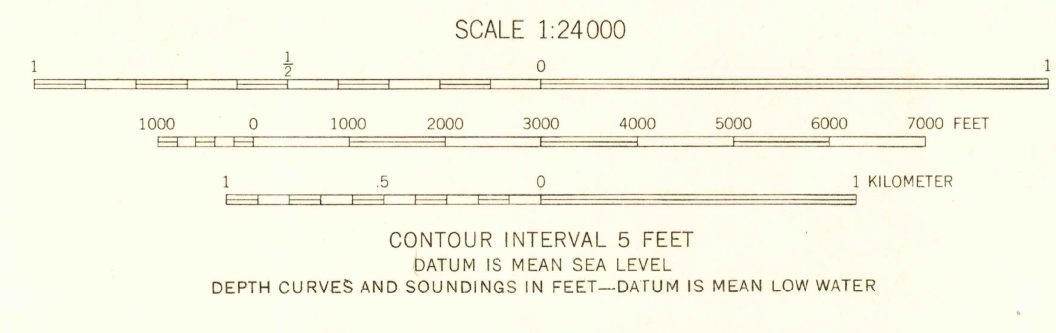 SCALE 1:24000
1 1/2 0 1
1000 0 1000 2000 3000 4000 5000 6000 7000 FEET
1 .5 0 1 KILOMETER
CONTOUR INTERVAL 5 FEET
DATUM IS MEAN SEA LEVEL
DEPTH CURVES AND SOUNDINGS IN FEET—DATUM IS MEAN LOW WATER